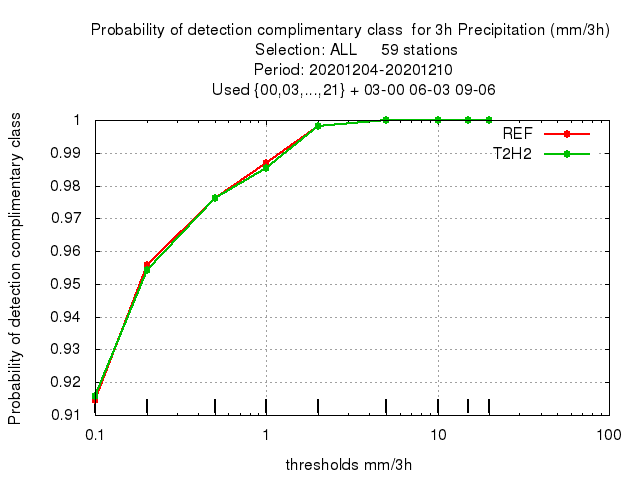 Probability of detection complimentary class  for 3h Precipitation (mm/3h)
Selection: ALL     59 stations
Period: 20201204-20201210
Used {00,03,...,21} + 03-00 06-03 09-06
Probability of detection complimentary class
1
0.99
0.98
0.97
0.96
0.95
0.94
0.93
0.92
0.91
REF
T2H2
0.1
1
10
100
thresholds mm/3h